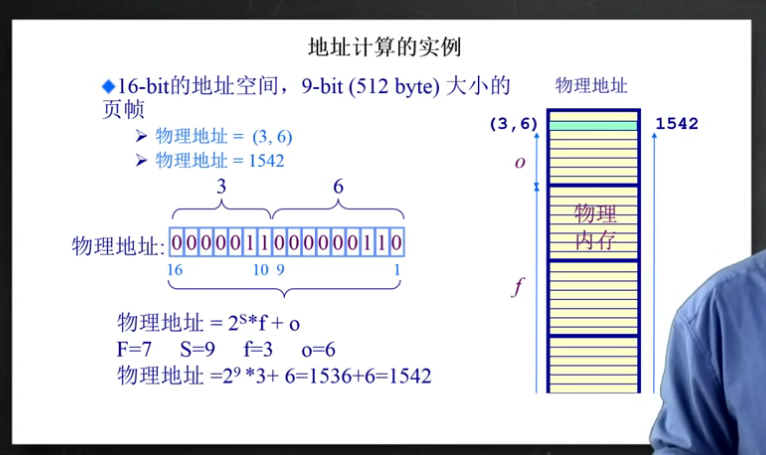 地址计算的实例
◆16-bit的地址空间，9-bit (512 byte) 大小的
页帧
➢ 物理地址 = (3, 6)
➢ 物理地址 = 1542
3 6
物理地址: 0000001100000110
16 10 9 1
物理地址 = 2^S*f + o
F=7 S=9 f=3 o=6
物理地址 =2^9 *3+ 6=1536+6=1542
物理地址
(3,6) 1542
o
物理
内存
f